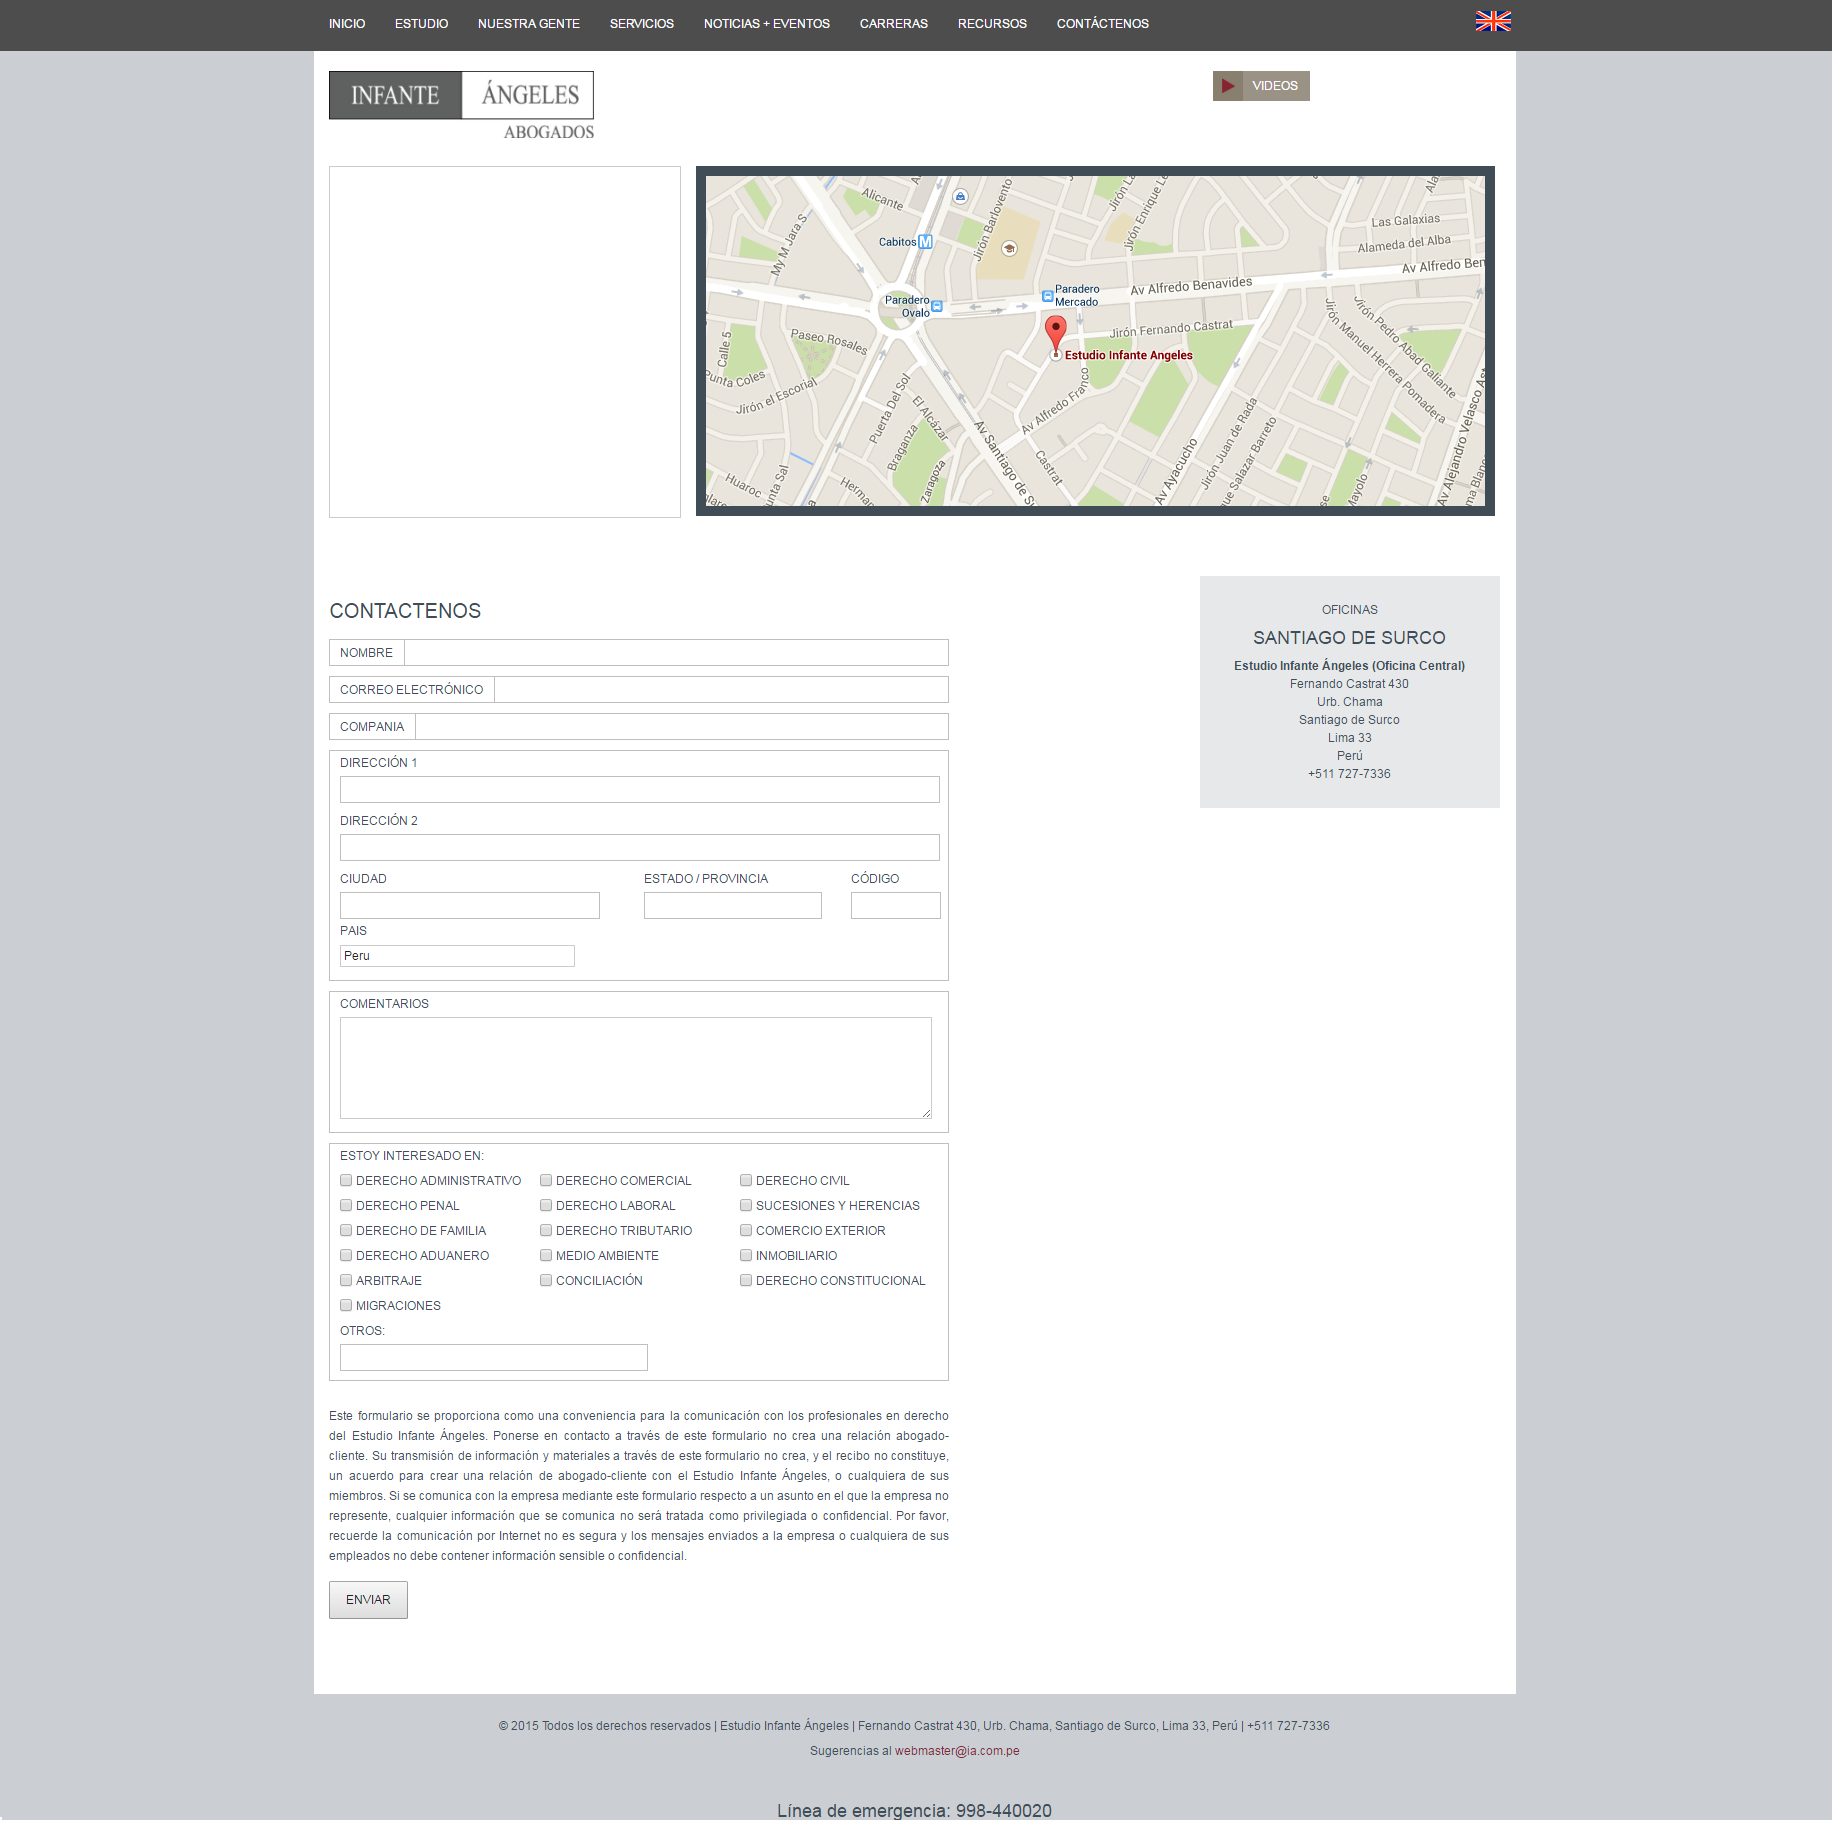 INICIO ESTUDIO NUESTRA GENTE SERVICIOS NOTICIAS + EVENTOS CARRERAS RECURSOS CONTÁCTENOS
INFANTE ÁNGELES
ABOGADOS
VIDEOS
Alicante
My M.Jara S
Cabitos
M
Jirón Barlovento
Jirón Enrique Le
Las Galaxias
Alameda del Alba
Av Alfredo Ben
Av Alfredo Benavides
Paradero
Ovalo
Paradero
Mercado
Jirón Fernando Castrat
Estudio Infante Angeles
Calle 5
Paseo Rosales
Punta Coles
Jirón el Escorial
Puerta Del Sol
El Alcázar
Braganza
Zaragoza
Av Alfredo Franco
Av Santiago de S
Castrat
Av Ayacucho
Jirón Juan de Rada
que Salazar Barreto
Jirón Manuel Herrera Pomadera
Jirón Pedro Abad Galiante
Av Alejandro Velasco Ast
Mayolo
ma Blanc
Huaroc
unta Sal
Herma
CONTACTENOS
NOMBRE
CORREO ELECTRÓNICO
COMPANIA
DIRECCIÓN 1
DIRECCIÓN 2
CIUDAD ESTADO / PROVINCIA CÓDIGO
PAIS
Peru
COMENTARIOS
ESTOY INTERESADO EN:
DERECHO ADMINISTRATIVO DERECHO COMERCIAL DERECHO CIVIL
DERECHO PENAL DERECHO LABORAL SUCESIONES Y HERENCIAS
DERECHO DE FAMILIA DERECHO TRIBUTARIO COMERCIO EXTERIOR
DERECHO ADUANERO MEDIO AMBIENTE INMOBILIARIO
ARBITRAJE CONCILIACIÓN DERECHO CONSTITUCIONAL
MIGRACIONES
OTROS:
Este formulario se proporciona como una conveniencia para la comunicación con los profesionales en derecho
del Estudio Infante Ángeles. Ponerse en contacto a través de este formulario no crea una relación abogado-
cliente. Su transmisión de información y materiales a través de este formulario no crea, y el recibo no constituye,
un acuerdo para crear una relación de abogado-cliente con el Estudio Infante Ángeles, o cualquiera de sus
miembros. Si se comunica con la empresa mediante este formulario respecto a un asunto en el que la empresa no
represente, cualquier información que se comunica no será tratada como privilegiada o confidencial. Por favor,
recuerde la comunicación por Internet no es segura y los mensajes enviados a la empresa o cualquiera de sus
empleados no debe contener información sensible o confidencial.
ENVIAR
OFICINAS
SANTIAGO DE SURCO
Estudio Infante Ángeles (Oficina Central)
Fernando Castrat 430
Urb. Chama
Santiago de Surco
Lima 33
Perú
+511 727-7336
© 2015 Todos los derechos reservados | Estudio Infante Ángeles | Fernando Castrat 430, Urb. Chama, Santiago de Surco, Lima 33, Perú | +511 727-7336
Sugerencias al webmaster@ia.com.pe
Línea de emergencia: 998-440020